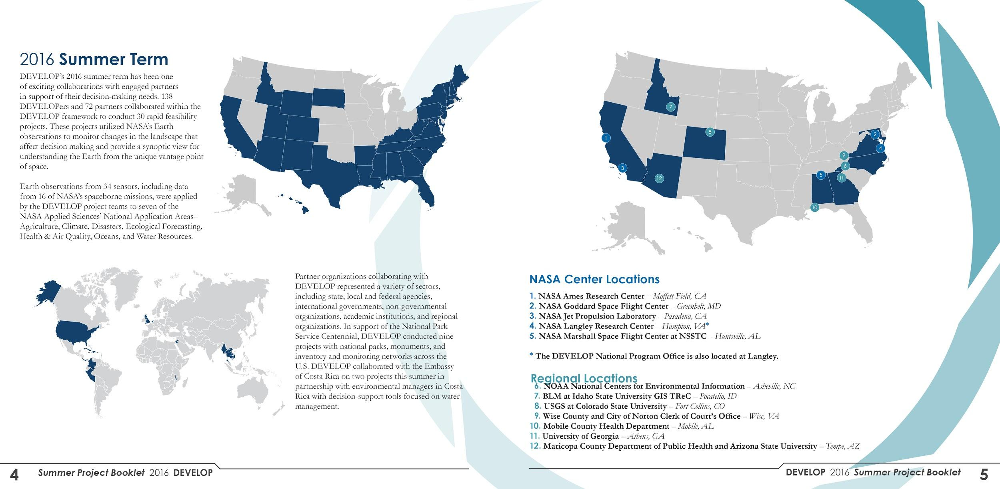 2016 Summer Term
DEVELOP's 2016 summer term has been one
of exciting collaborations with engaged partners
in support of their decision-making needs. 138
DEVELOPers and 72 partners collaborated within the
DEVELOP framework to conduct 30 rapid feasibility
projects. These projects utilized NASA's Earth
observations to monitor changes in the landscape that
affect decision making and provide a synoptic view for
understanding the Earth from the unique vantage point
of space.
Earth observations from 34 sensors, including data
from 16 of NASA's spaceborne missions, were applied
by the DEVELOP project teams to seven of the
NASA Applied Sciences' National Application Areas–
Agriculture, Climate, Disasters, Ecological Forecasting,
Health & Air Quality, Oceans, and Water Resources.
Partner organizations collaborating with
DEVELOP represented a variety of sectors,
including state, local and federal agencies,
international governments, non-governmental
organizations, academic institutions, and regional
organizations. In support of the National Park
Service Centennial, DEVELOP conducted nine
projects with national parks, monuments, and
inventory and monitoring networks across the
U.S. DEVELOP collaborated with the Embassy
of Costa Rica on two projects this summer in
partnership with environmental managers in Costa
Rica with decision-support tools focused on water
management.
4 Summer Project Booklet 2016 DEVELOP
7
8
2
1
4
9
3
6
5
11
12
10
NASA Center Locations
1. NASA Ames Research Center – Moffett Field, CA
2. NASA Goddard Space Flight Center – Greenbelt, MD
3. NASA Jet Propulsion Laboratory – Pasadena, CA
4. NASA Langley Research Center – Hampton, VA*
5. NASA Marshall Space Flight Center at NSSTC – Huntsville, AL
* The DEVELOP National Program Office is also located at Langley.
Regional Locations
6. NOAA National Centers for Environmental Information – Asheville, NC
7. BLM at Idaho State University GIS TReC – Pocatello, ID
8. USGS at Colorado State University – Fort Collins, CO
9. Wise County and City of Norton Clerk of Court's Office – Wise, VA
10. Mobile County Health Department – Mobile, AL
11. University of Georgia – Athens, GA
12. Maricopa County Department of Public Health and Arizona State University – Tempe, AZ
DEVELOP 2016 Summer Project Booklet 5